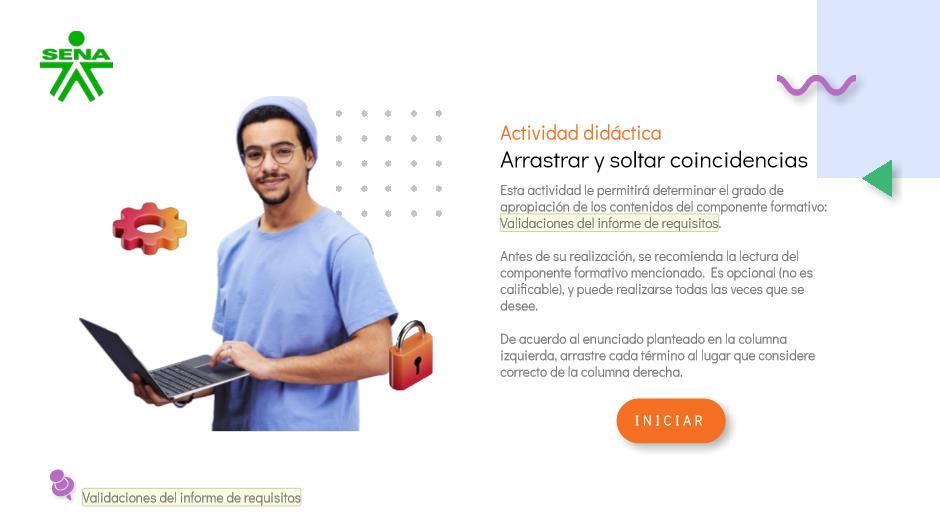 SENA
Actividad didáctica
Arrastrar y soltar coincidencias
Esta actividad le permitirá determinar el grado de
apropiación de los contenidos del componente formativo:
Validaciones del informe de requisitos.
Antes de su realización, se recomienda la lectura del
componente formativo mencionado. Es opcional (no es
calificable), y puede realizarse todas las veces que se
desee.
De acuerdo al enunciado planteado en la columna
izquierda, arrastre cada término al lugar que considere
correcto de la columna derecha.
INICIAR
Validaciones del informe de requisitos